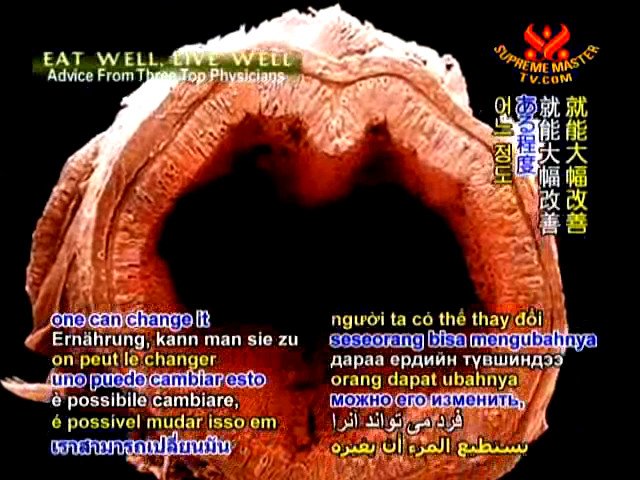 EAT WELL, LIVE WELL
Advice From Three Top Physicians
SUPREME MASTER
TV.COM
就能大幅改善
就能大幅改善
ある程度
어느 정도
one can change it
Ernährung, kann man sie zu
on peut le changer
uno puede cambiar esto
è possibile cambiare,
é possivel mudar isso em
เราสามารถเปลี่ยนมัน
người ta có thể thay đổi
seseorang bisa mengubahnya
дараа ердийн түвшиндээ
orang dapat ubahnya
можно его изменить,
فرد می تواند آنرا
يستطيع المرء أن يغيره